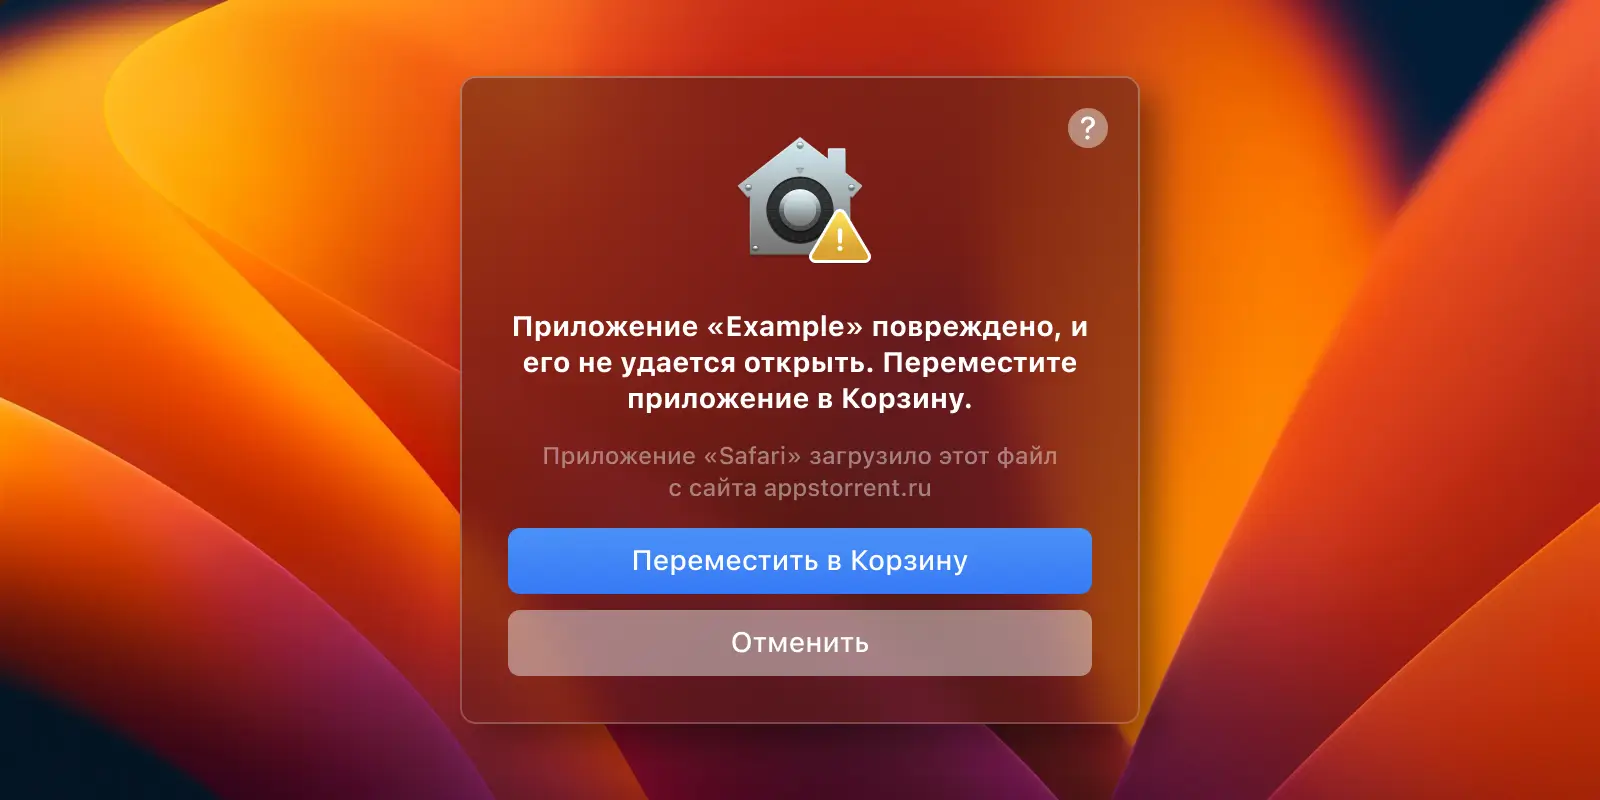 ?
!
Приложение «Example» повреждено, и
его не удается открыть. Переместите
приложение в Корзину.
Приложение «Safari» загрузило этот файл
с сайта appstorrent.ru
Переместить в Корзину
Отменить